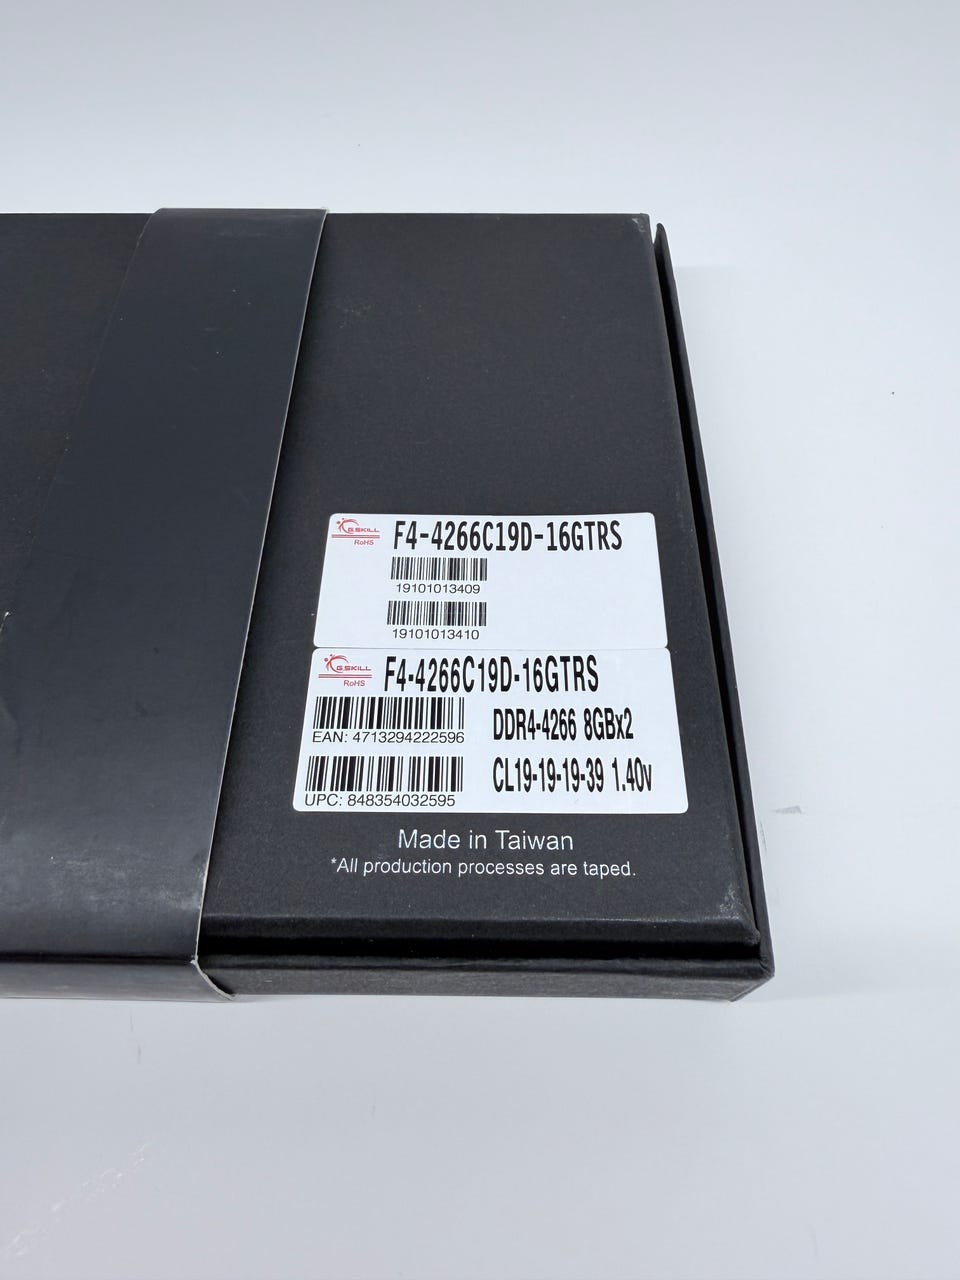 G.SKILL
RoHS
F4-4266C19D-16GTRS
19101013409
19101013410
G.SKILL
RoHS
F4-4266C19D-16GTRS
EAN: 4713294222596
DDR4-4266 8GBx2
UPC: 848354032595
CL19-19-19-39 1.40v
Made in Taiwan
*All production processes are taped.